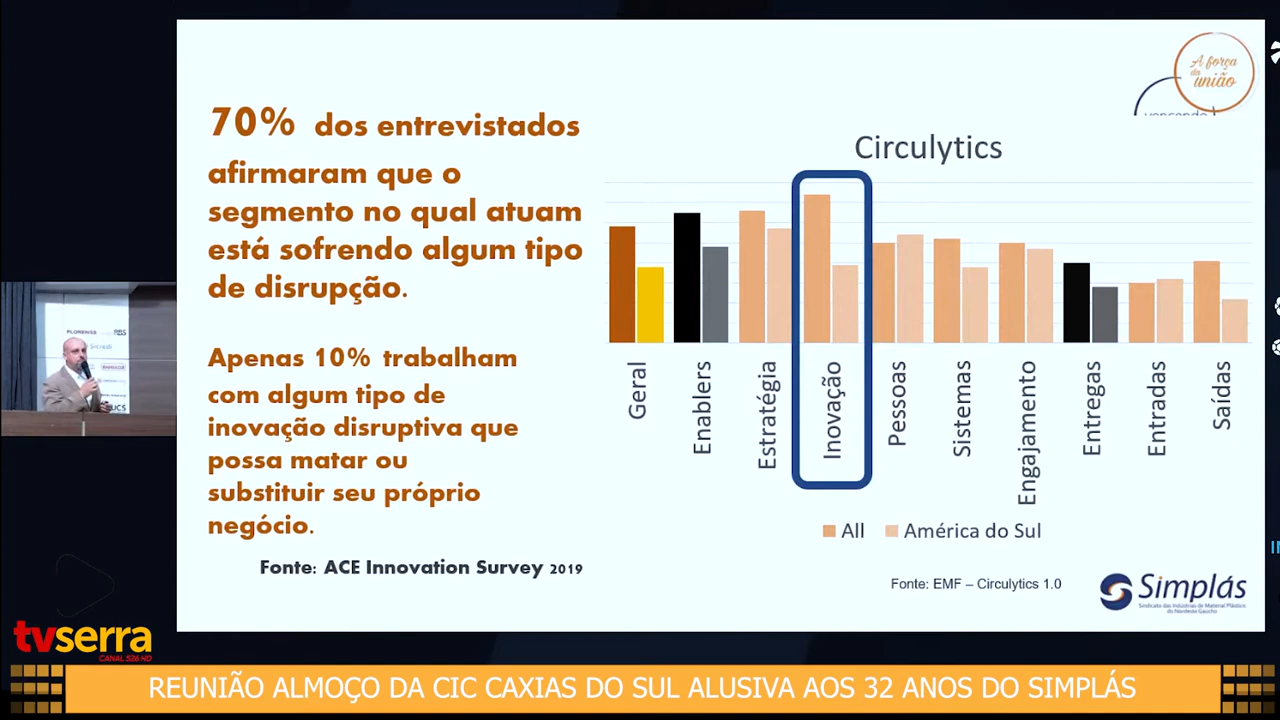 A força
da
união
70% dos entrevistados
afirmaram que o
segmento no qual atuam
está sofrendo algum tipo
de disrupção.
Apenas 10% trabalham
com algum tipo de
inovação disruptiva que
possa matar ou
substituir seu próprio
negócio.
Fonte: ACE Innovation Survey 2019
Circulytics
Geral
Enablers
Estratégia
Inovação
Pessoas
Sistemas
Engajamento
Entregas
Entradas
Saídas
All
América do Sul
Fonte: EMF – Circulytics 1.0
Simplás
Sindicato das Indústrias de Material Plástico
do Nordeste Gaúcho
tvserra
CANAL 526 HD
REUNIÃO ALMOÇO DA CIC CAXIAS DO SUL ALUSIVA AOS 32 ANOS DO SIMPLÁS